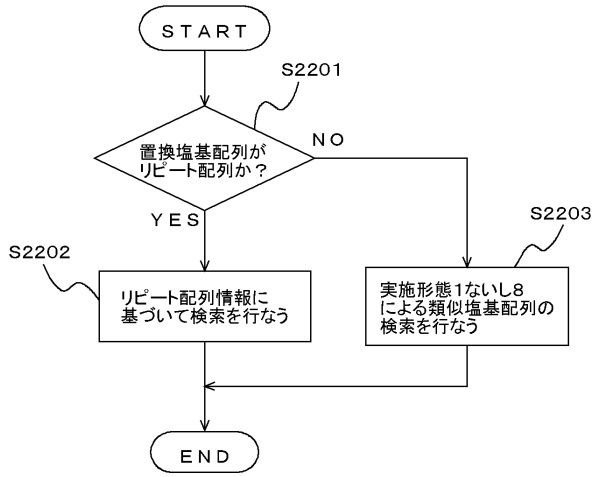 START
S2201
置換塩基配列が
リピート配列か？
NO
YES
S2202
S2203
リピート配列情報に
基づいて検索を行なう
実施形態１ないし８
による類似塩基配列の
検索を行なう
END